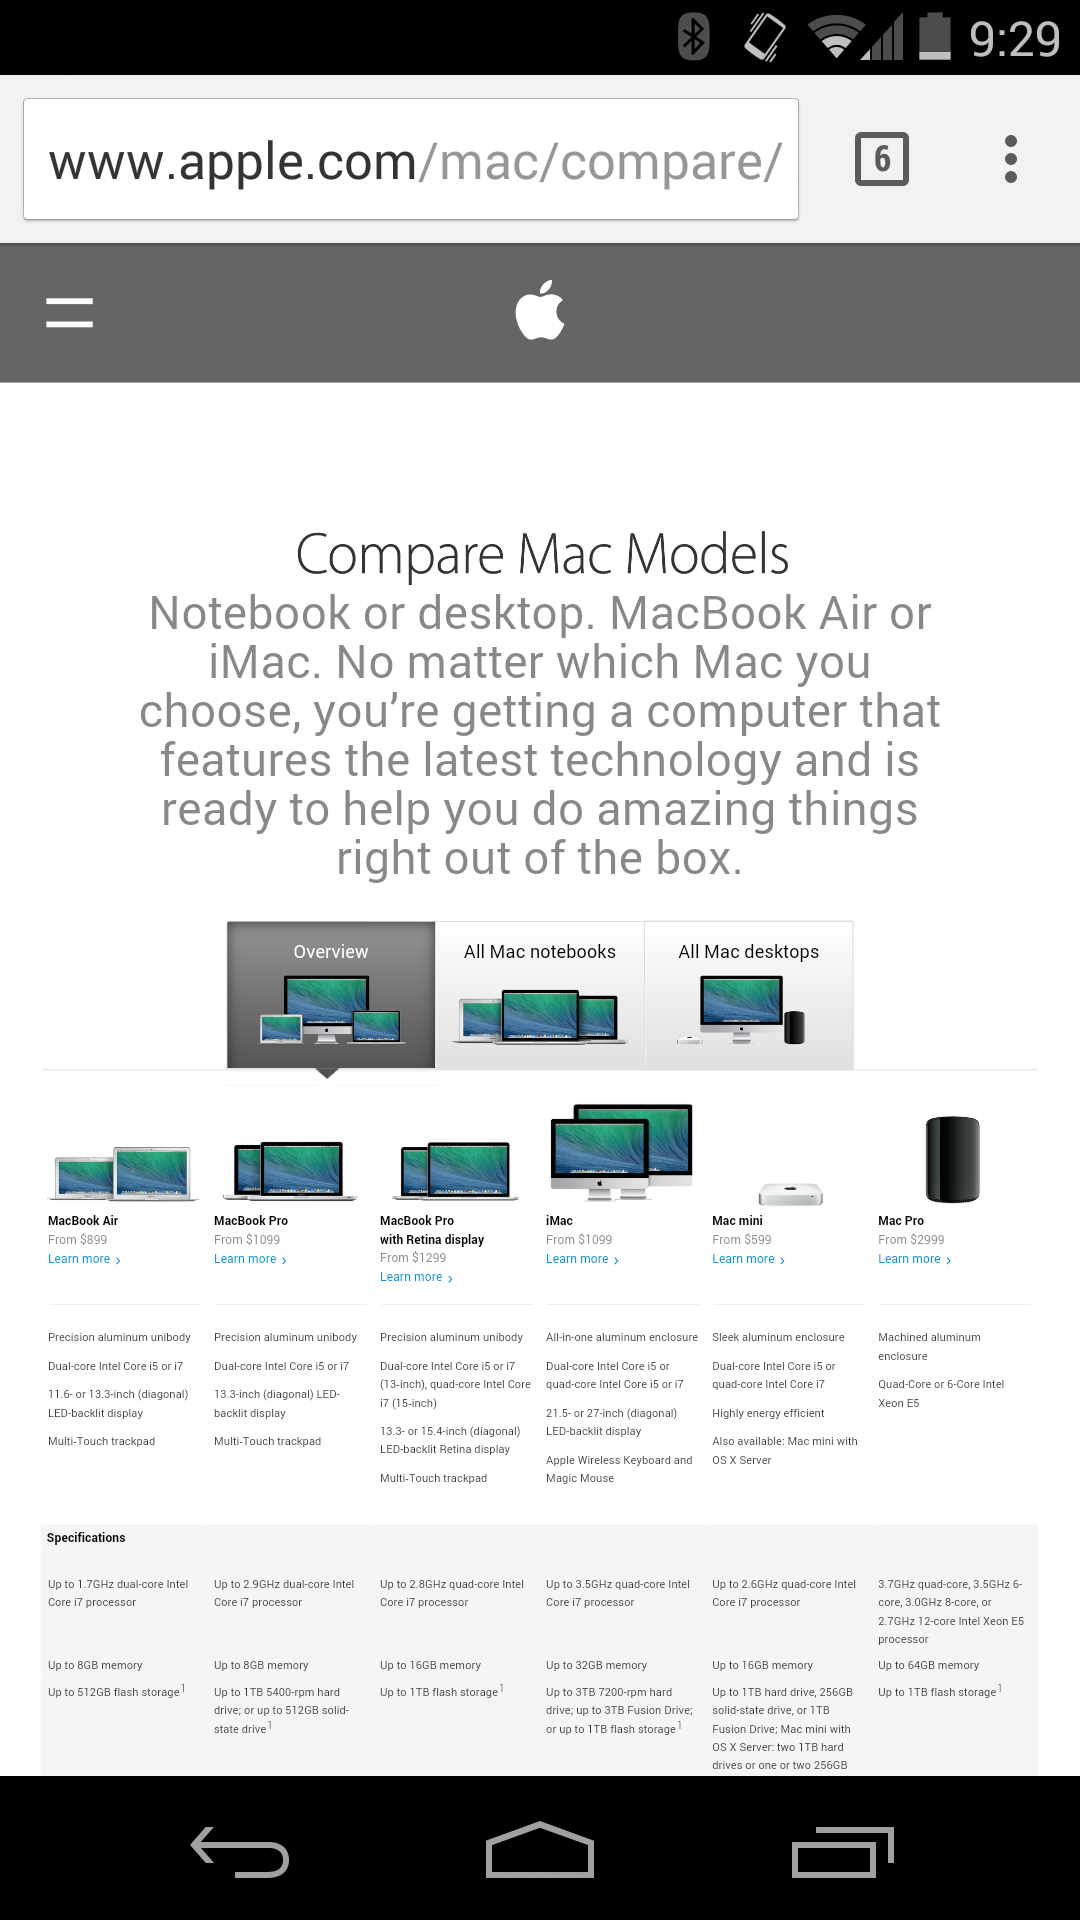 9:29
www.apple.com/mac/compare/
6
Compare Mac Models
Notebook or desktop. MacBook Air or
iMac. No matter which Mac you
choose, you’re getting a computer that
features the latest technology and is
ready to help you do amazing things
right out of the box.
Overview
All Mac notebooks
All Mac desktops
MacBook Air
From $899
Learn more ›
MacBook Pro
From $1099
Learn more ›
MacBook Pro
with Retina display
From $1299
Learn more ›
iMac
From $1099
Learn more ›
Mac mini
From $599
Learn more ›
Mac Pro
From $2999
Learn more ›
Precision aluminum unibody
Dual-core Intel Core i5 or i7
11.6- or 13.3-inch (diagonal)
LED-backlit display
Multi-Touch trackpad
Precision aluminum unibody
Dual-core Intel Core i5 or i7
13.3-inch (diagonal) LED-
backlit display
Multi-Touch trackpad
Precision aluminum unibody
Dual-core Intel Core i5 or i7
(13-inch), quad-core Intel Core
i7 (15-inch)
13.3- or 15.4-inch (diagonal)
LED-backlit Retina display
Multi-Touch trackpad
All-in-one aluminum enclosure
Dual-core Intel Core i5 or
quad-core Intel Core i5 or i7
21.5- or 27-inch (diagonal)
LED-backlit display
Apple Wireless Keyboard and
Magic Mouse
Sleek aluminum enclosure
Dual-core Intel Core i5 or
quad-core Intel Core i7
Highly energy efficient
Also available: Mac mini with
OS X Server
Machined aluminum
enclosure
Quad-Core or 6-Core Intel
Xeon E5
Specifications
Up to 1.7GHz dual-core Intel
Core i7 processor
Up to 2.9GHz dual-core Intel
Core i7 processor
Up to 2.8GHz quad-core Intel
Core i7 processor
Up to 3.5GHz quad-core Intel
Core i7 processor
Up to 2.6GHz quad-core Intel
Core i7 processor
3.7GHz quad-core, 3.5GHz 6-
core, 3.0GHz 8-core, or
2.7GHz 12-core Intel Xeon E5
processor
Up to 8GB memory
Up to 8GB memory
Up to 16GB memory
Up to 32GB memory
Up to 16GB memory
Up to 64GB memory
Up to 512GB flash storage1
Up to 1TB 5400-rpm hard
drive; or up to 512GB solid-
state drive1
Up to 1TB flash storage1
Up to 3TB 7200-rpm hard
drive; up to 3TB Fusion Drive;
or up to 1TB flash storage1
Up to 1TB hard drive, 256GB
solid-state drive, or 1TB
Fusion Drive; Mac mini with
OS X Server: two 1TB hard
drives or one or two 256GB
Up to 1TB flash storage1